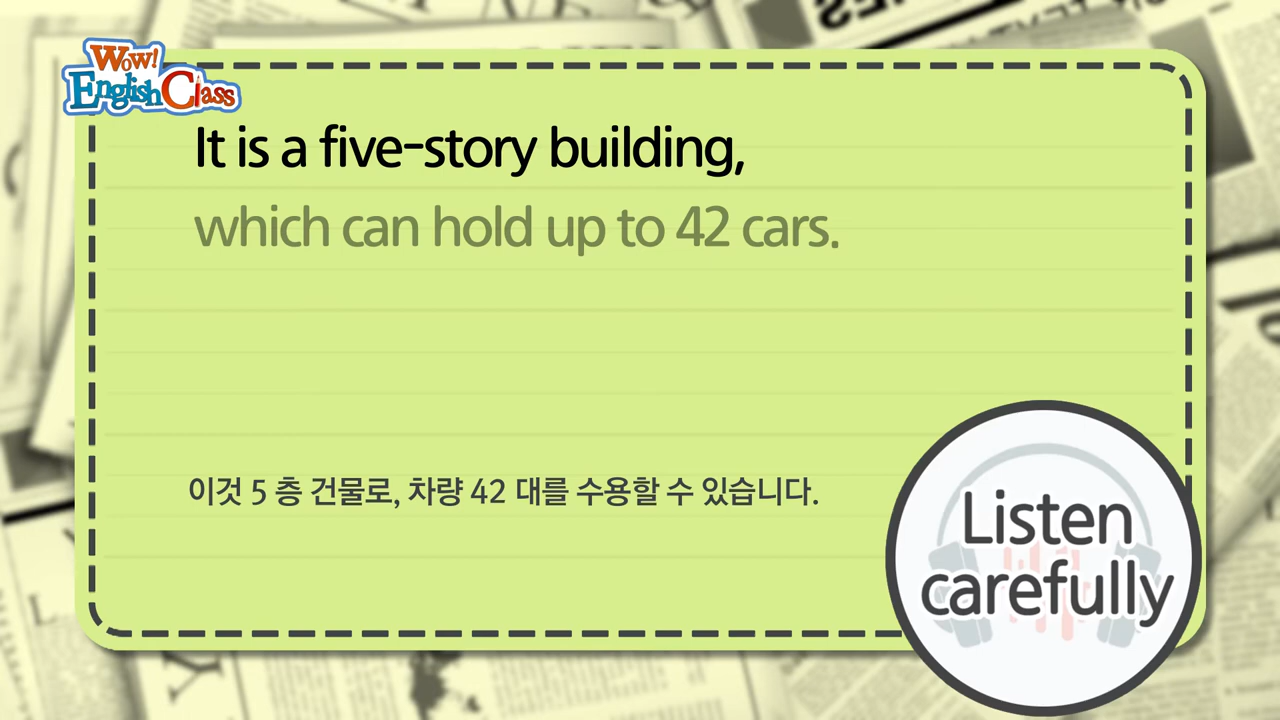 Wow!
English Class
It is a five-story building,
which can hold up to 42 cars.
이것 5 층 건물로, 차량 42 대를 수용할 수 있습니다.
Listen
carefully